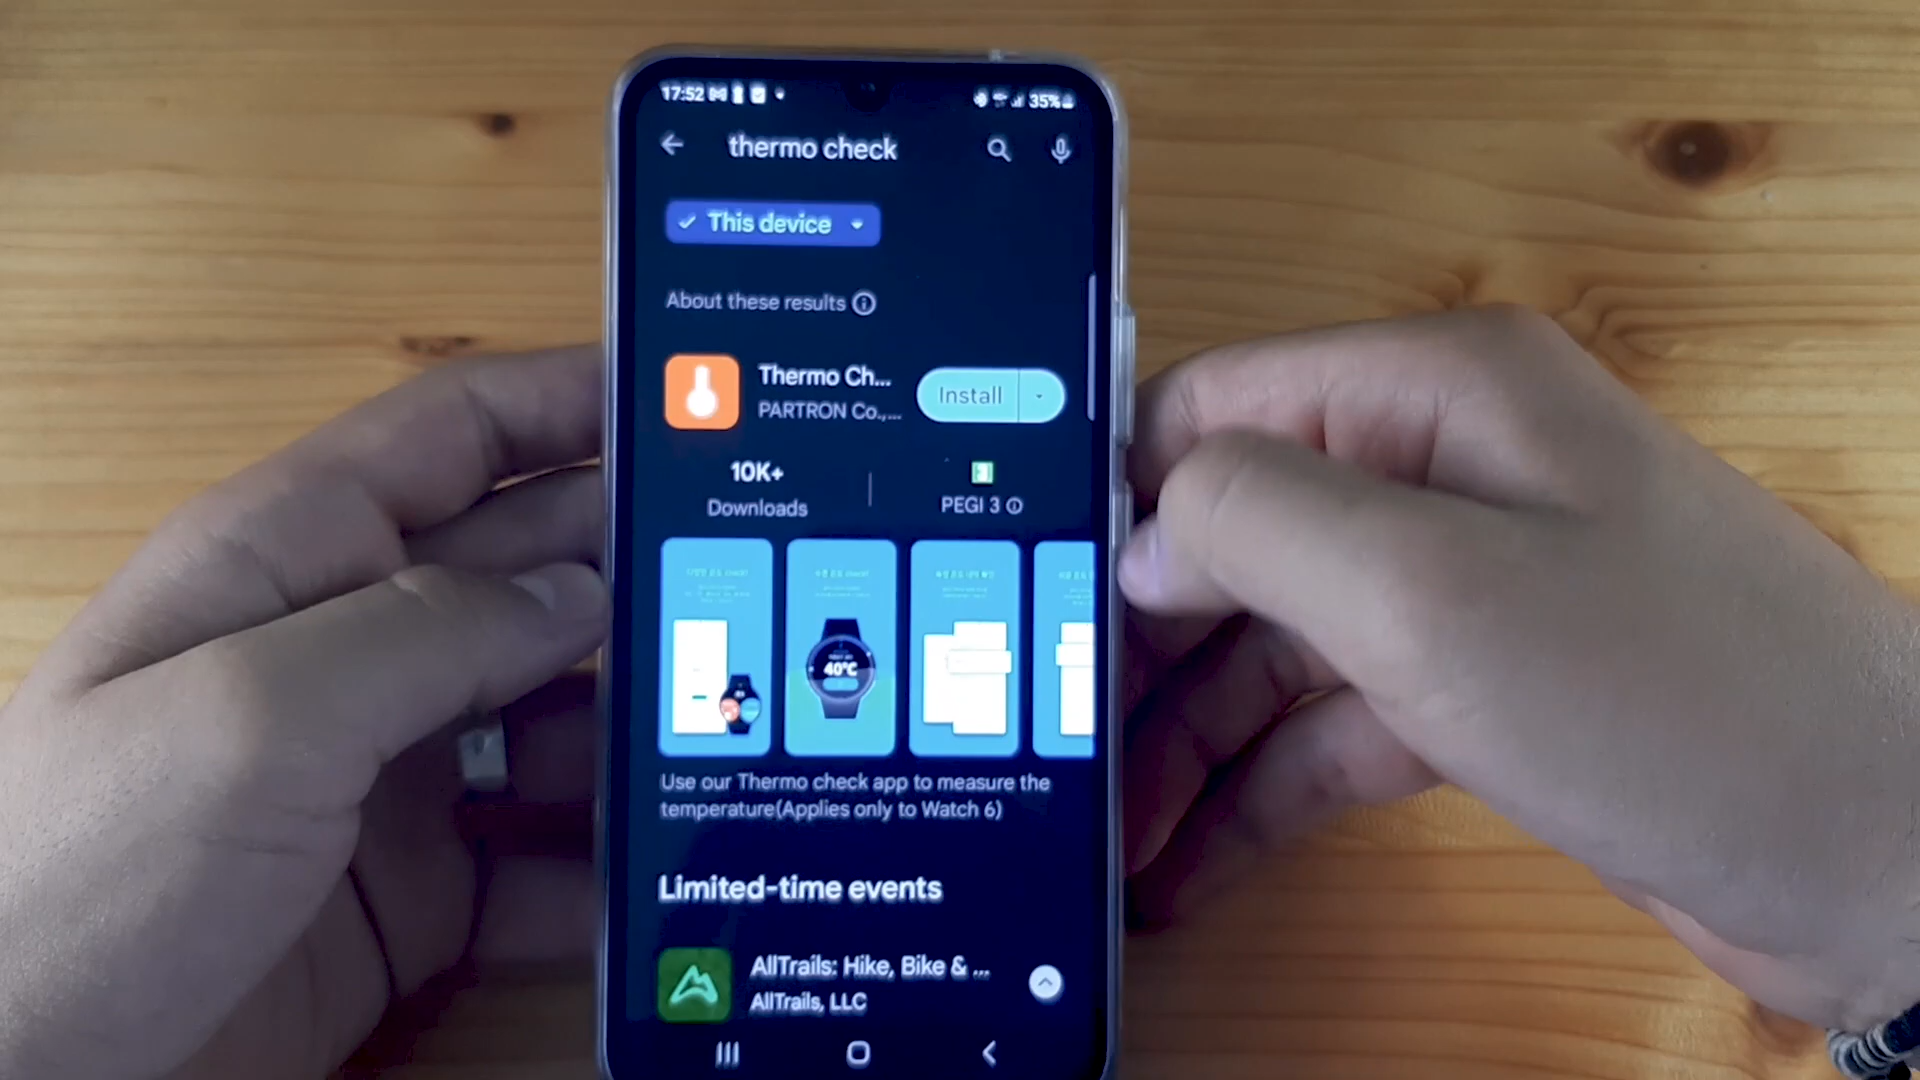 17:52
35%
thermo check
This device
About these results
Thermo Ch...
Install
PARTRON Co.,...
10K+
3
Downloads
PEGI 3
40°C
Use our Thermo check app to measure the
temperature(Applies only to Watch 6)
Limited-time events
AllTrails: Hike, Bike & ...
AllTrails, LLC